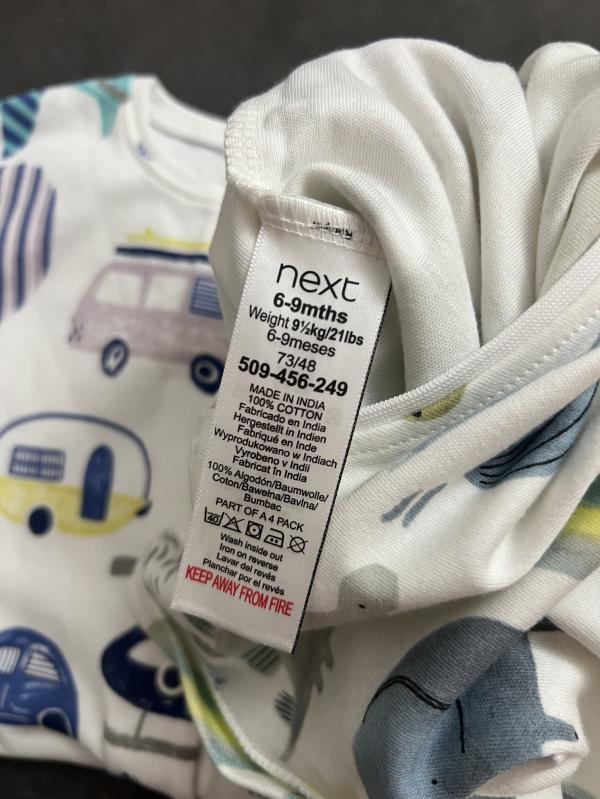 next
6-9mths
Weight 9½kg/21lbs
6-9meses
73/48
509-456-249
MADE IN INDIA
100% COTTON
Fabricado en India
Hergestellt in Indien
Fabriqué en Inde
Wyprodukowano w Indiach
Vyrobeno v Indii
Fabricat în India
100% Algodón/Baumwolle/
Coton/Bawełna/Bavlna/
Bumbac
PART OF A 4 PACK
40
Wash inside out
Iron on reverse
Lavar del revés
Planchar por el revés
KEEP AWAY FROM FIRE